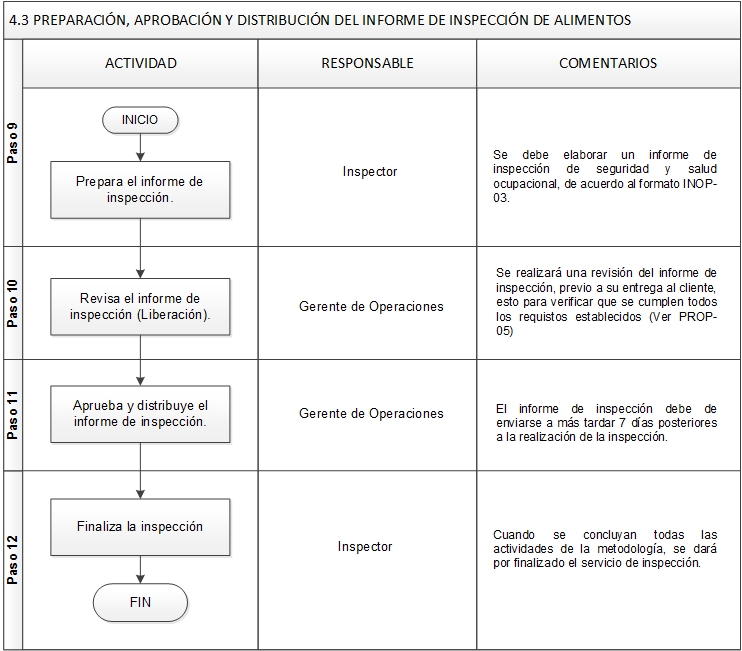 4.3 PREPARACIÓN, APROBACIÓN Y DISTRIBUCIÓN DEL INFORME DE INSPECCIÓN DE ALIMENTOS
ACTIVIDAD
RESPONSABLE
COMENTARIOS
Paso 9
INICIO
Prepara el informe de
inspección.
Inspector
Se debe elaborar un informe de
inspección de seguridad y salud
ocupacional, de acuerdo al formato INOP-
03.
Paso 10
Revisa el informe de
inspección (Liberación).
Gerente de Operaciones
Se realizará una revisión del informe de
inspección, previo a su entrega al cliente,
esto para verificar que se cumplen todos
los requistos establecidos (Ver PROP-
05)
Paso 11
Aprueba y distribuye el
informe de inspección.
Gerente de Operaciones
El informe de inspección debe de
enviarse a más tardar 7 días posteriores
a la realización de la inspección.
Paso 12
Finaliza la inspección
FIN
Inspector
Cuando se concluyan todas las
actividades de la metodología, se dará
por finalizado el servicio de inspección.